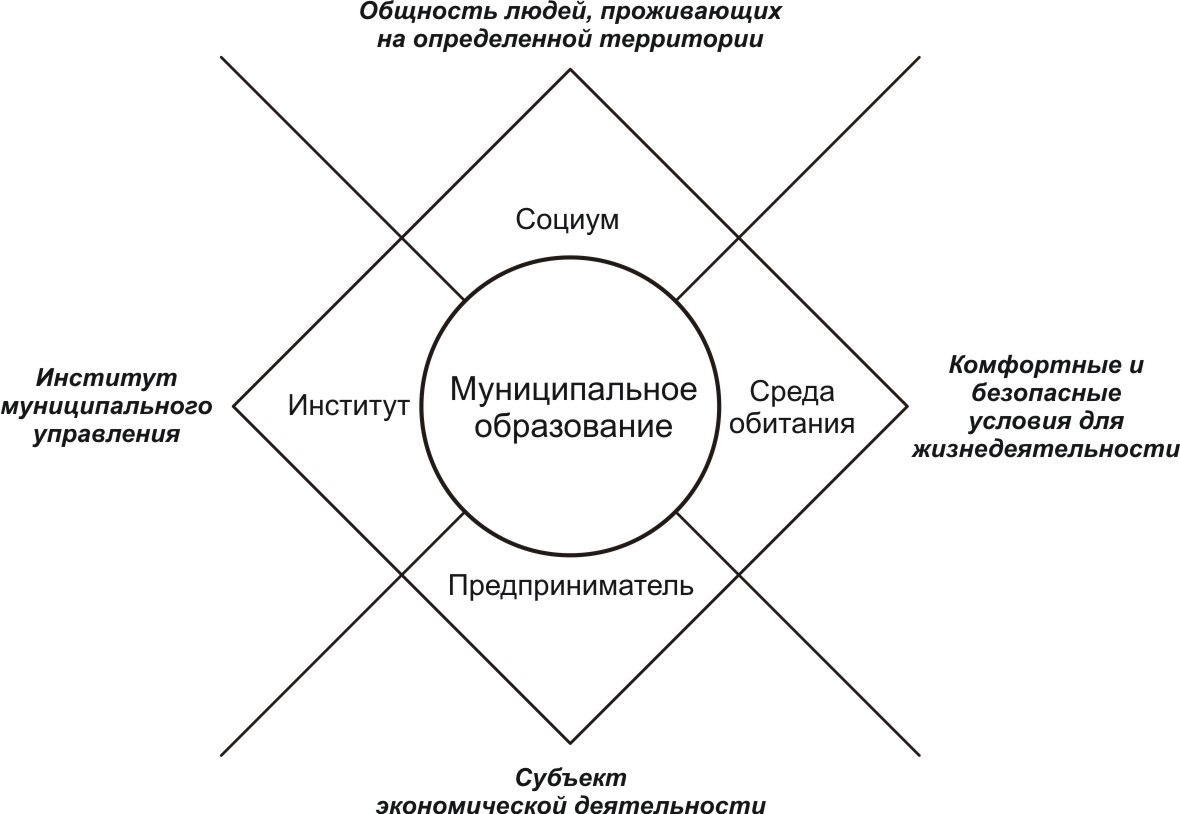 Общность людей, проживающих
на определенной территории
Социум
Институт
муниципального
управления
Институт
Муниципальное
образование
Среда
обитания
Комфортные и
безопасные
условия для
жизнедеятельности
Предприниматель
Субъект
экономической деятельности